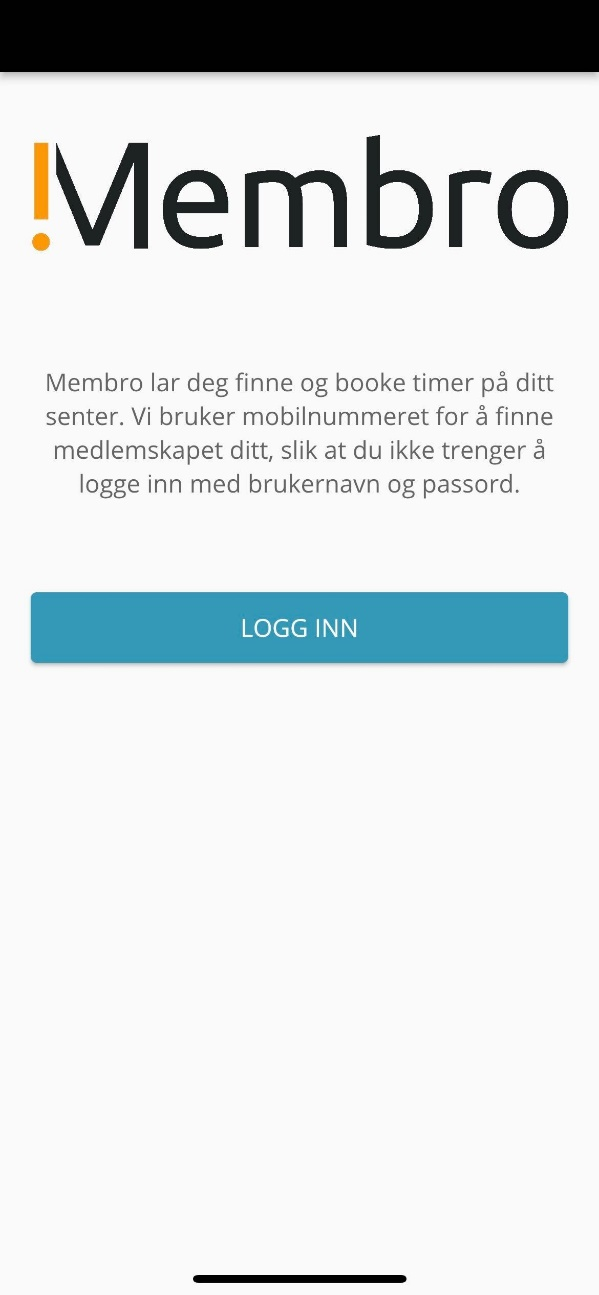 !Membro
Membro lar deg finne og booke timer på ditt
senter. Vi bruker mobilnummeret for å finne
medlemskapet ditt, slik at du ikke trenger å
logge inn med brukernavn og passord.
LOGG INN